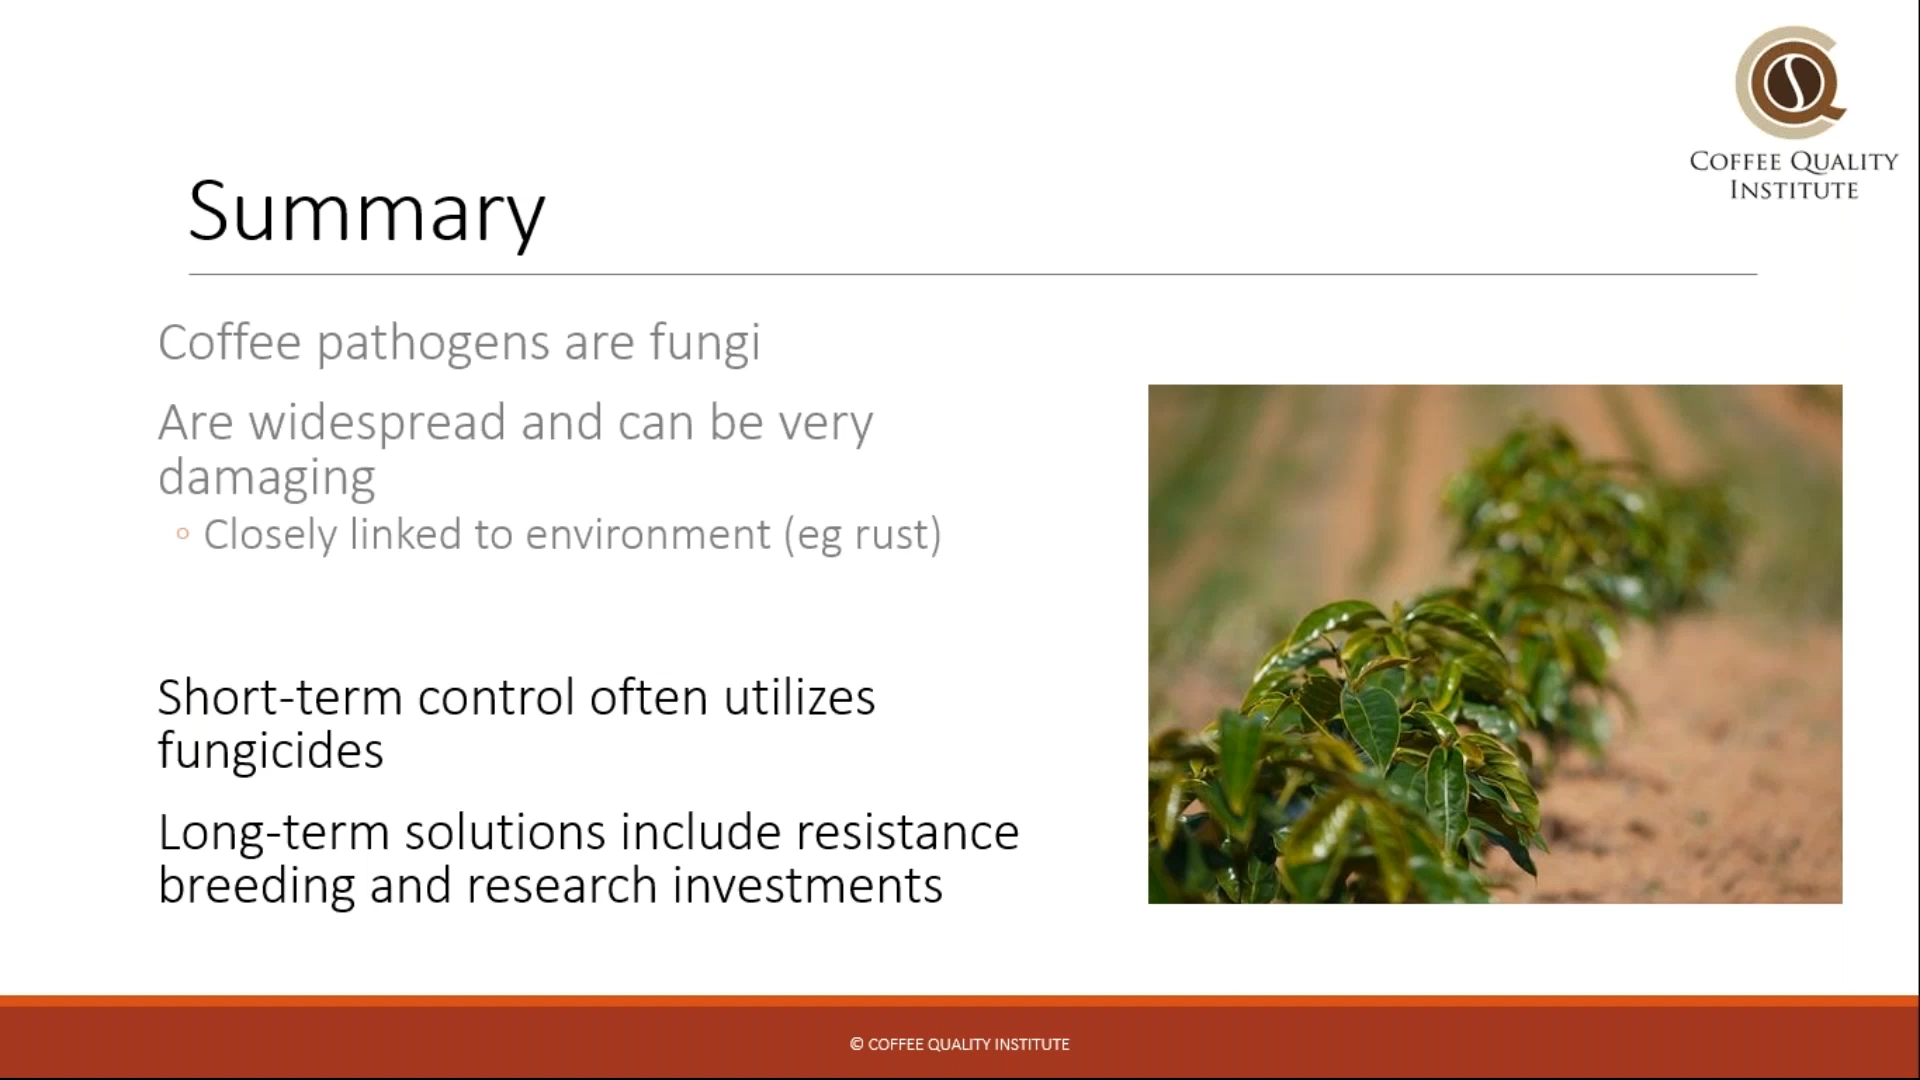 COFFEE QUALITY
INSTITUTE
Summary
Coffee pathogens are fungi
Are widespread and can be very
damaging
◦ Closely linked to environment (eg rust)
Short-term control often utilizes
fungicides
Long-term solutions include resistance
breeding and research investments
© COFFEE QUALITY INSTITUTE